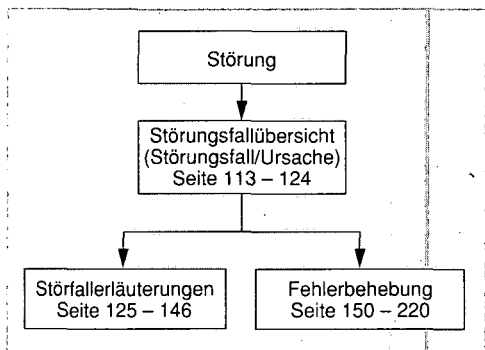 Störung
Störungsfallübersicht
(Störungsfall/Ursache)
Seite 113 – 124
Störfallerläuterungen
Seite 125 – 146
Fehlerbehebung
Seite 150 – 220